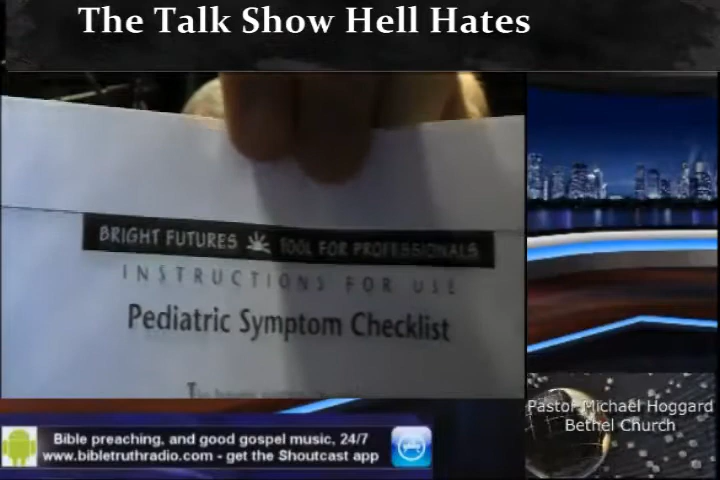 The Talk Show Hell Hates
BRIGHT FUTURES TOOL FOR PROFESSIONALS
INSTRUCTIONS FOR USE
Pediatric Symptom Checklist
Pastor Michael Hoggard
Bethel Church
Bible preaching, and good gospel music, 24/7
www.bibletruthradio.com - get the Shoutcast app